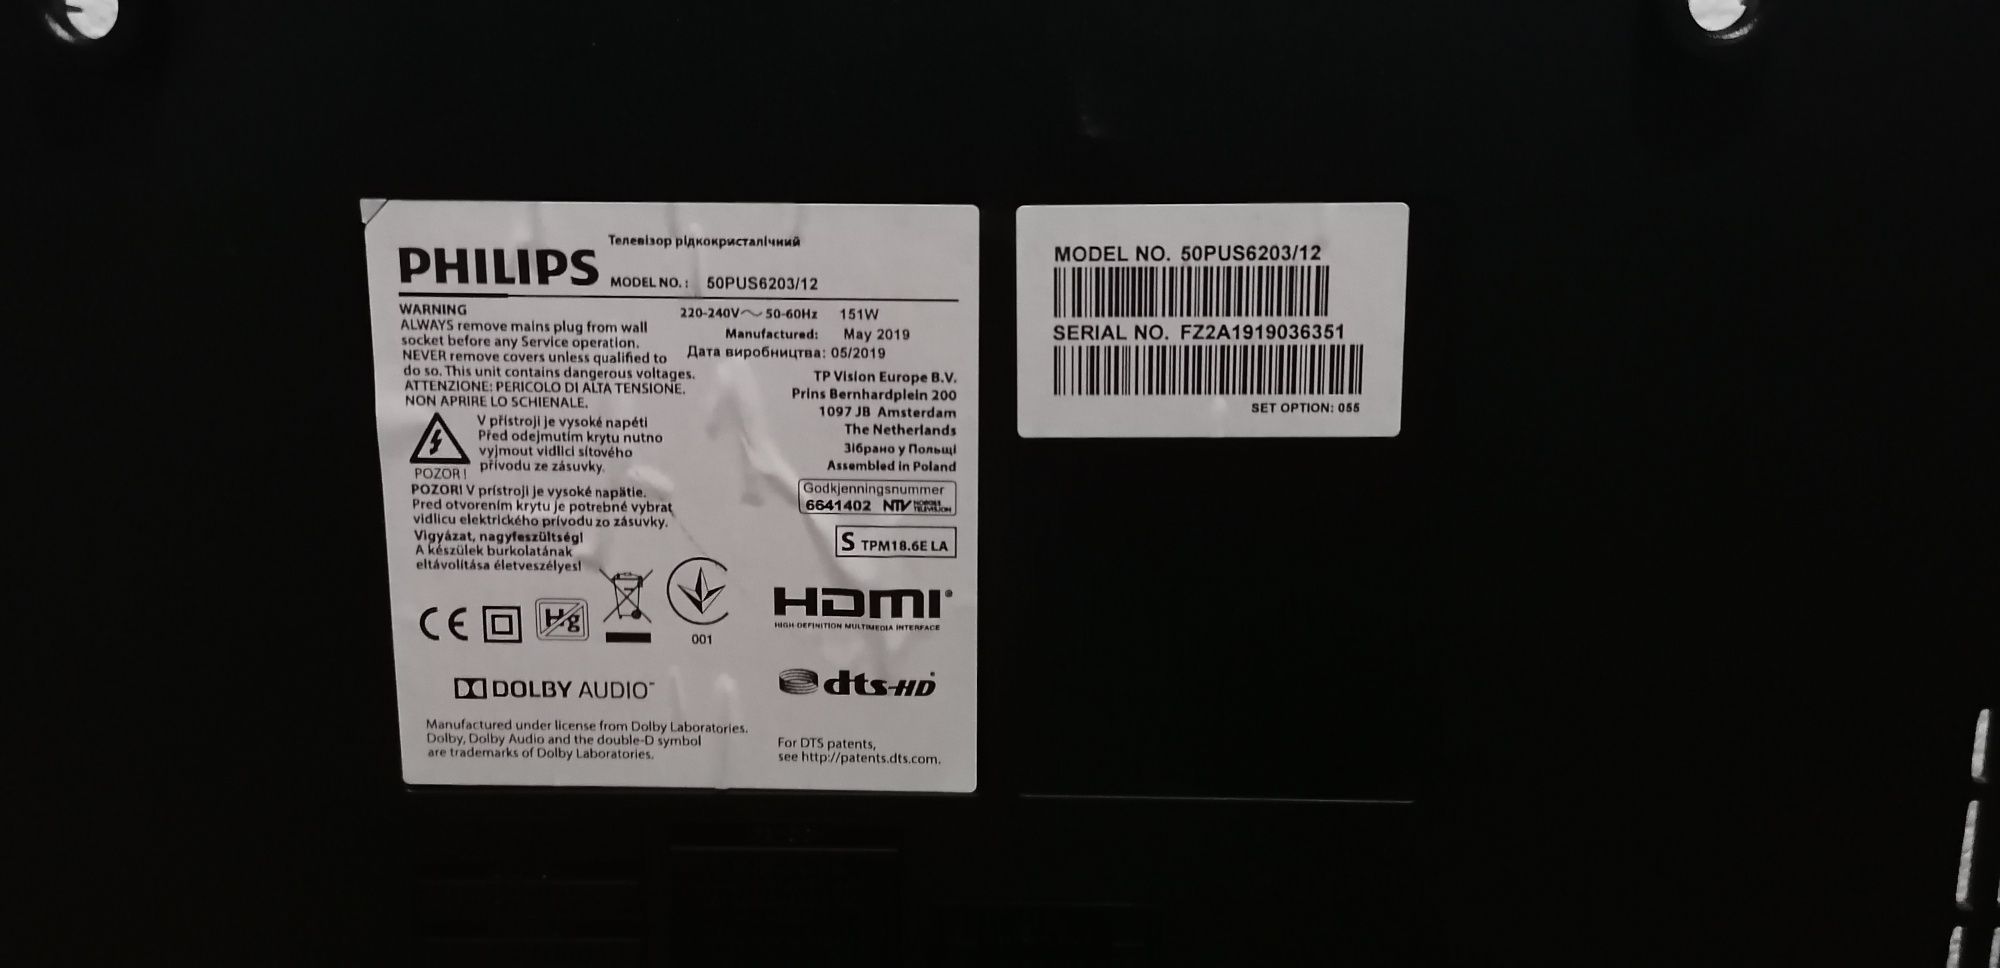 Телевізор рідкокристалічний
PHILIPS
MODEL NO.: 50PUS6203/12
WARNING
ALWAYS remove mains plug from wall
socket before any Service operation.
NEVER remove covers unless qualified to
do so. This unit contains dangerous voltages.
ATTENZIONE: PERICOLO DI ALTA TENSIONE.
NON APRIRE LO SCHIENALE.
V přístroji je vysoké napětí
Před odejmutím krytu nutno
vyjmout vidlici síťového
přívodu ze zásuvky.
POZOR!
POZOR! V prístroji je vysoké napätie.
Pred otvorením krytu je potrebné vybrat
vidlicu elektrického prívodu zo zásuvky.
Vigyázat, nagyfeszültség!
A készülek burkolatának
eltávolítása életveszélyes!
220-240V~ 50-60Hz 151W
Manufactured: May 2019
Дата виробництва: 05/2019
TP Vision Europe B.V.
Prins Bernhardplein 200
1097 JB Amsterdam
The Netherlands
Зібрано у Польщі
Assembled in Poland
Godkjenningsnummer
6641402 NTV NORGES TELEVISJON
S TPM18.6E LA
CE Hg
001
HDMI®
HIGH-DEFINITION MULTIMEDIA INTERFACE
DOLBY AUDIO™
dts-HD
Manufactured under license from Dolby Laboratories.
Dolby, Dolby Audio and the double-D symbol
are trademarks of Dolby Laboratories.
For DTS patents,
see http://patents.dts.com.
MODEL NO. 50PUS6203/12
SERIAL NO. FZ2A1919036351
SET OPTION: 055